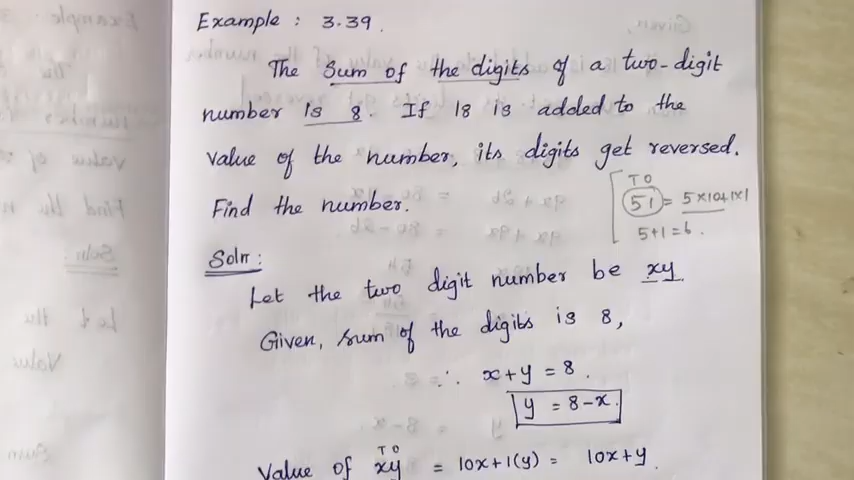 Example : 3.39.
The Sum of the digits of a two-digit
number is 8. If 18 is added to the
value of the number, its digits get reversed.
Find the number.
T O
51 = 5×10+1×1
5+1=6.
Soln:
Let the two digit number be xy
Given, sum of the digits is 8,
∴ x+y = 8.
y = 8-x.
T O
Value of xy = 10x+1(y) = 10x+y.